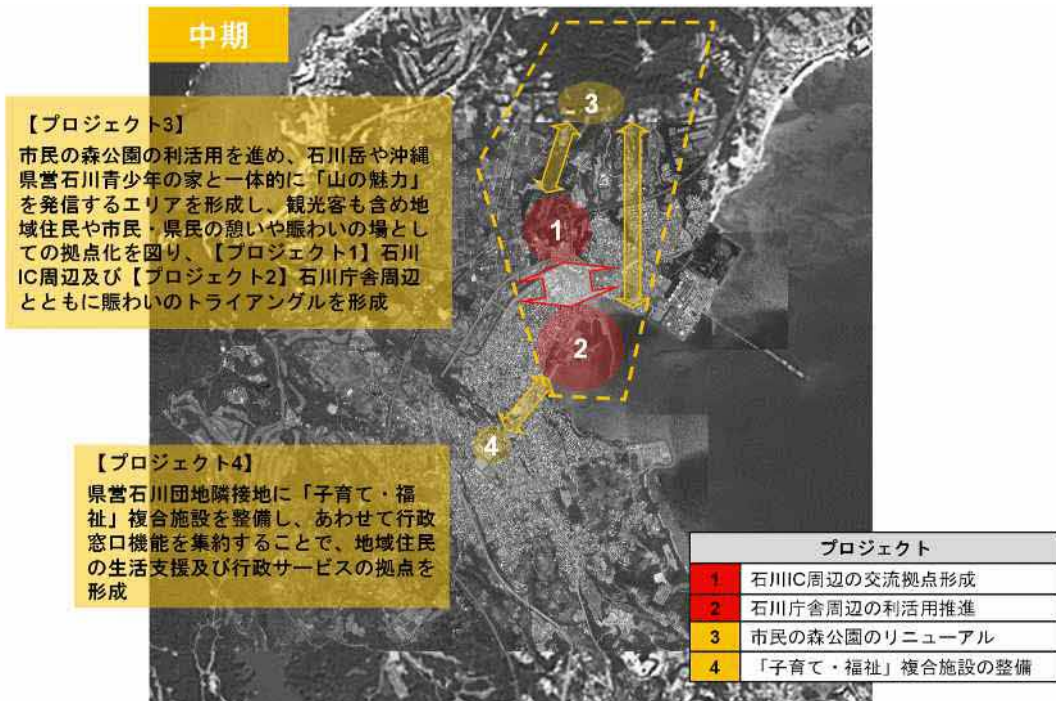 中期
【プロジェクト3】
市民の森公園の利活用を進め、石川岳や沖縄
県営石川青少年の家と一体的に「山の魅力」
を発信するエリアを形成し、観光客も含め地
域住民や市民・県民の憩いや賑わいの場とし
ての拠点化を図り、【プロジェクト1】石川
IC周辺及び【プロジェクト2】石川庁舎周辺
とともに賑わいのトライアングルを形成
3
1
2
4
【プロジェクト4】
県営石川団地隣接地に「子育て・福
祉」複合施設を整備し、あわせて行政
窓口機能を集約することで、地域住民
の生活支援及び行政サービスの拠点を
形成
プロジェクト
1 石川IC周辺の交流拠点形成
2 石川庁舎周辺の利活用推進
3 市民の森公園のリニューアル
4 「子育て・福祉」複合施設の整備